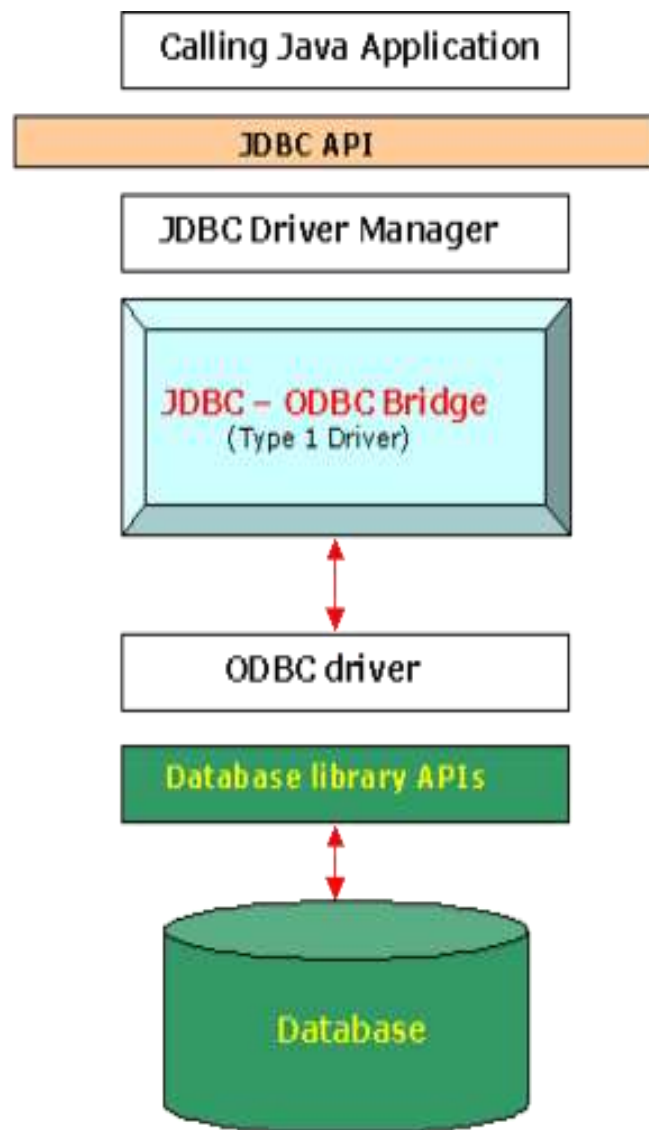 Calling Java Application
JDBC API
JDBC Driver Manager
JDBC – ODBC Bridge
(Type 1 Driver)
ODBC driver
Database library APIs
Database